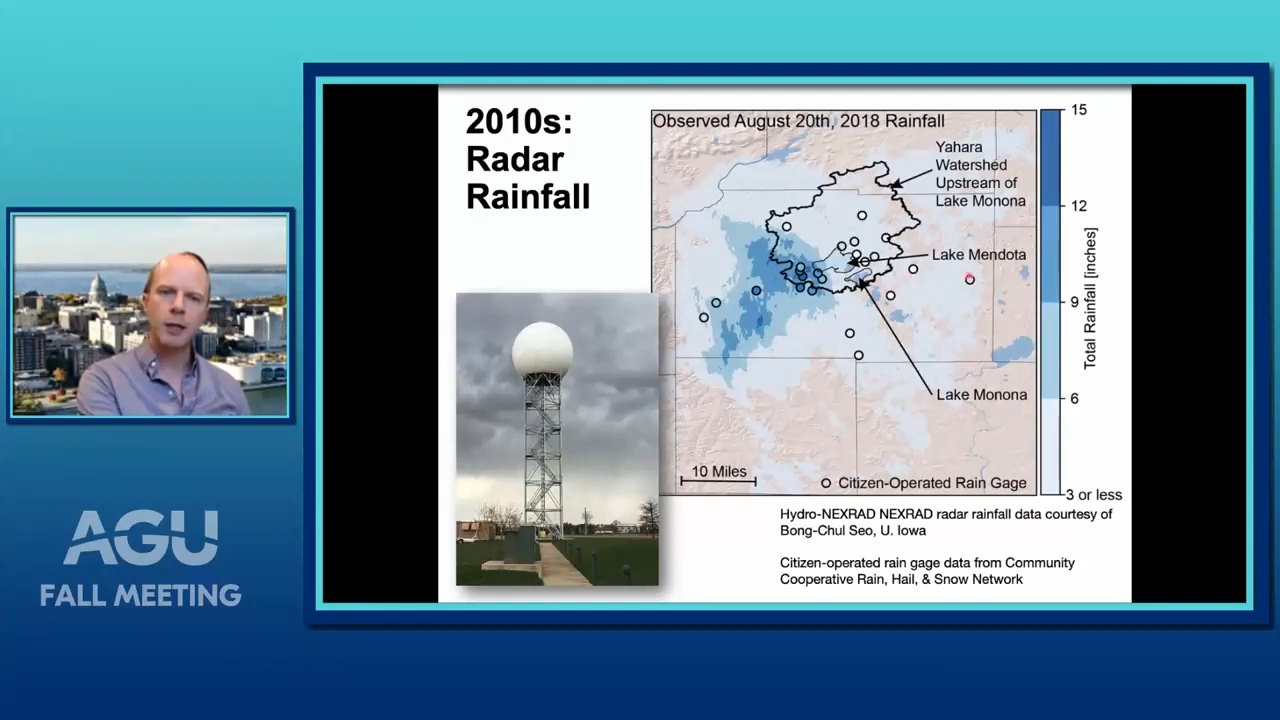 2010s:
Radar
Rainfall
Observed August 20th, 2018 Rainfall
Yahara
Watershed
Upstream of
Lake Monona
Lake Mendota
Lake Monona
10 Miles
Citizen-Operated Rain Gage
15
12
9
6
3 or less
Total Rainfall [inches]
Hydro-NEXRAD NEXRAD radar rainfall data courtesy of
Bong-Chul Seo, U. Iowa
Citizen-operated rain gage data from Community
Cooperative Rain, Hail, & Snow Network
AGU
FALL MEETING